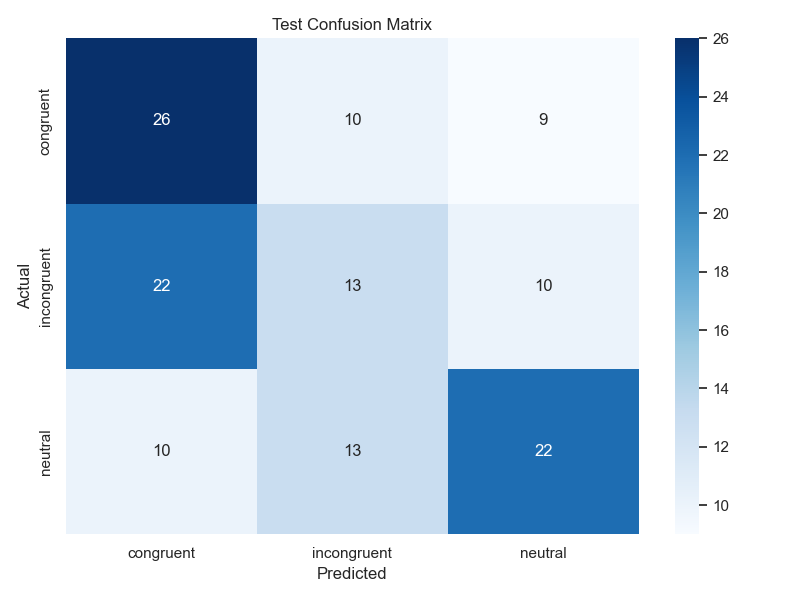 Test Confusion Matrix
Actual
congruent
26 10 9
incongruent
22 13 10
neutral
10 13 22
congruent incongruent neutral
Predicted
26
24
22
20
18
16
14
12
10